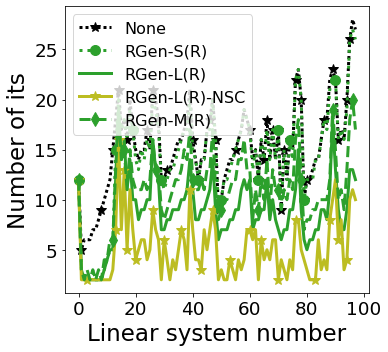 None
RGen-S(R)
RGen-L(R)
RGen-L(R)-NSC
RGen-M(R)
Number of its
25
20
15
10
5
0 20 40 60 80 100
Linear system number